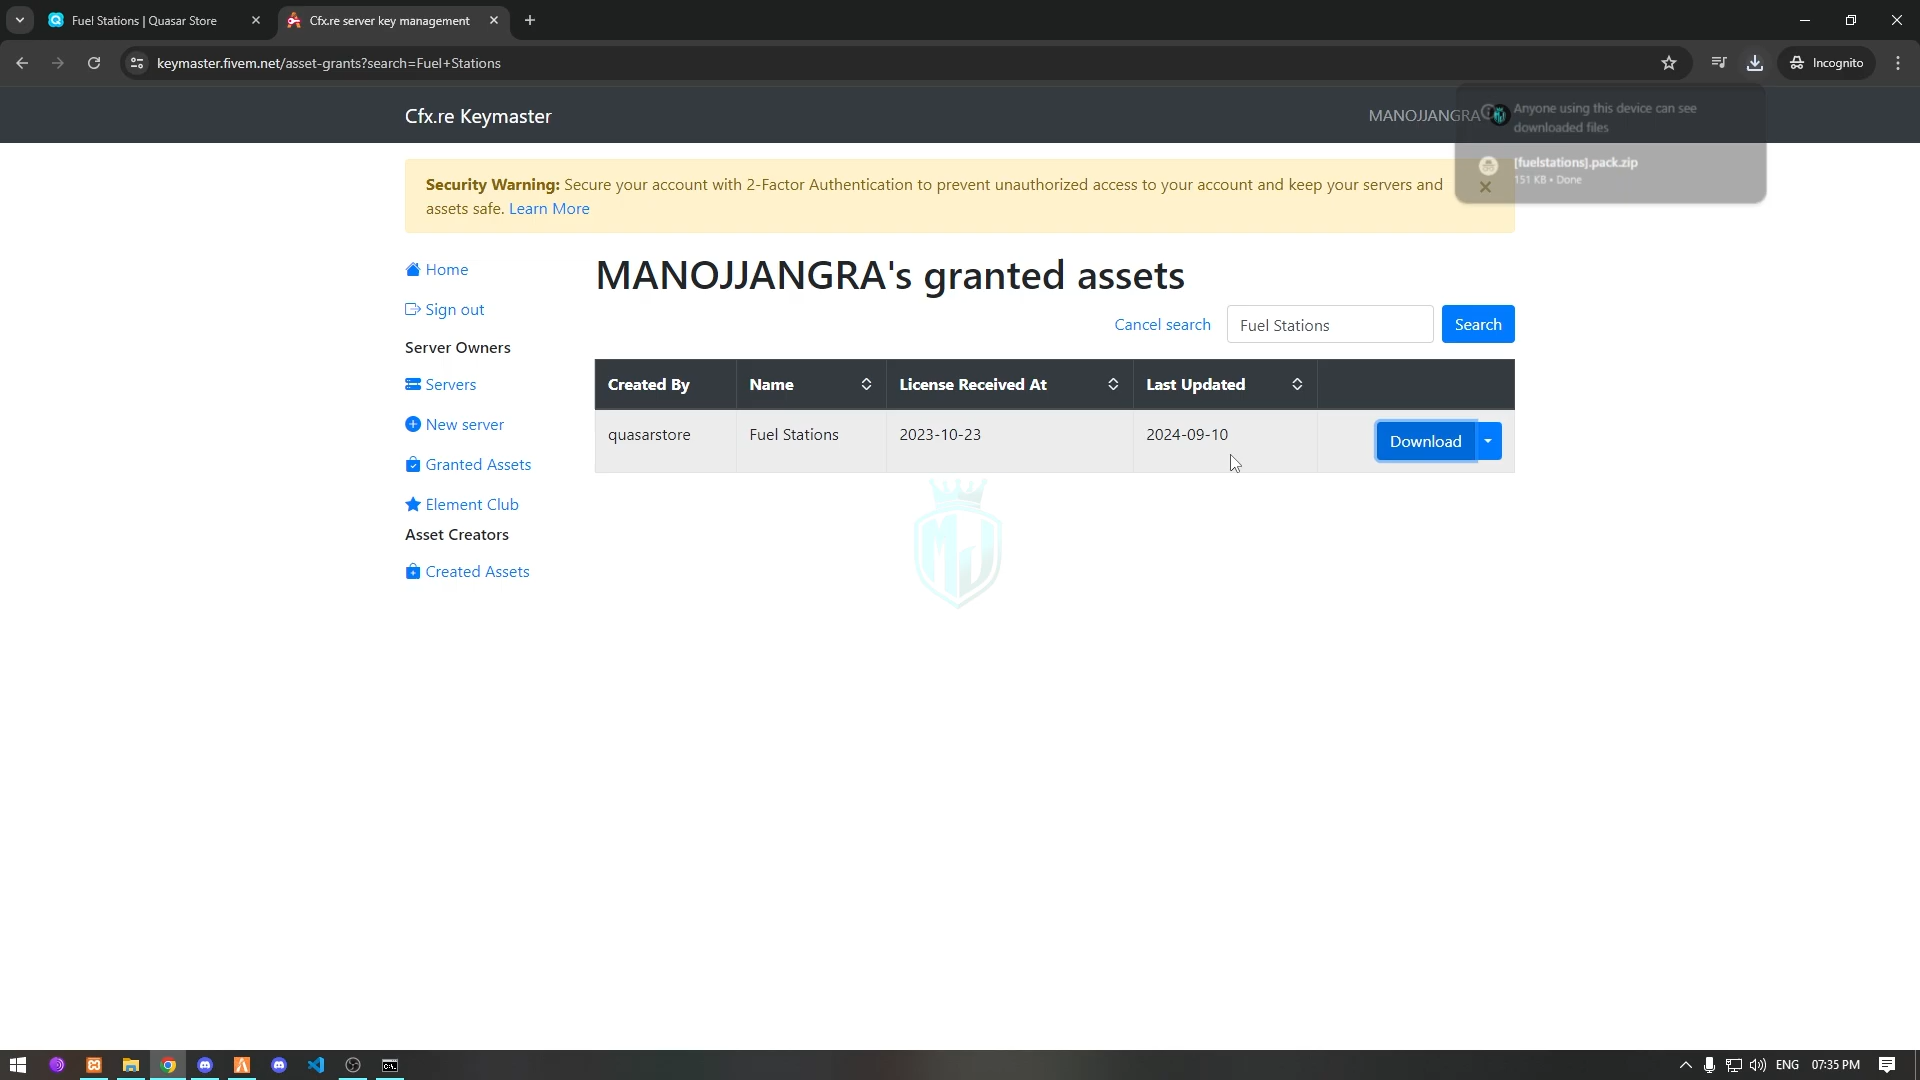 Fuel Stations | Quasar Store
Cfx.re server key management
keymaster.fivem.net/asset-grants?search=Fuel+Stations
Incognito
Cfx.re Keymaster
MANOJJANGRA
Anyone using this device can see
downloaded files
[fuelstations].pack.zip
151 KB • Done
Security Warning: Secure your account with 2-Factor Authentication to prevent unauthorized access to your account and keep your servers and
assets safe. Learn More
Home
Sign out
Server Owners
Servers
New server
Granted Assets
Element Club
Asset Creators
Created Assets
MANOJJANGRA's granted assets
Cancel search
Fuel Stations
Search
Created By Name License Received At Last Updated
quasarstore Fuel Stations 2023-10-23 2024-09-10 Download
MJ
ENG 07:35 PM